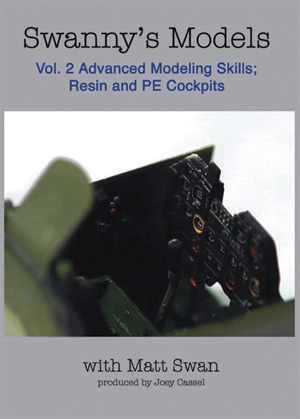 Swanny's Models
Vol. 2 Advanced Modeling Skills;
Resin and PE Cockpits
with Matt Swan
produced by Joey Cassel